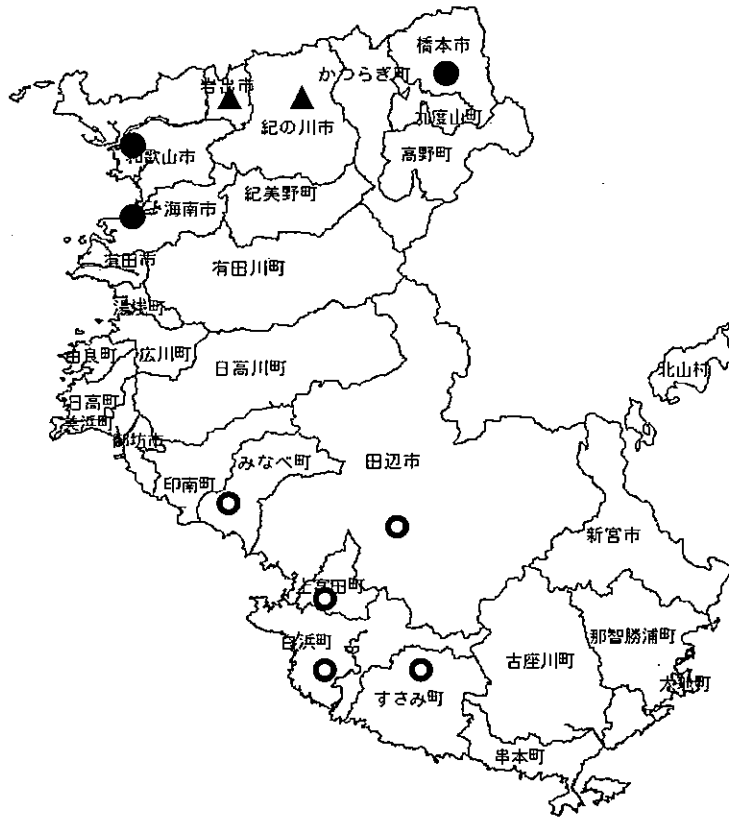 橋本市
かつらぎ町
岩出市
九度山町
紀の川市
和歌山市
高野町
紀美野町
海南市
有田市
有田川町
湯浅町
由良町
広川町
日高川町
北山村
日高町
美浜町
御坊市
みなべ町
田辺市
印南町
新宮市
上富田町
白浜町
那智勝浦町
古座川町
太地町
すさみ町
串本町